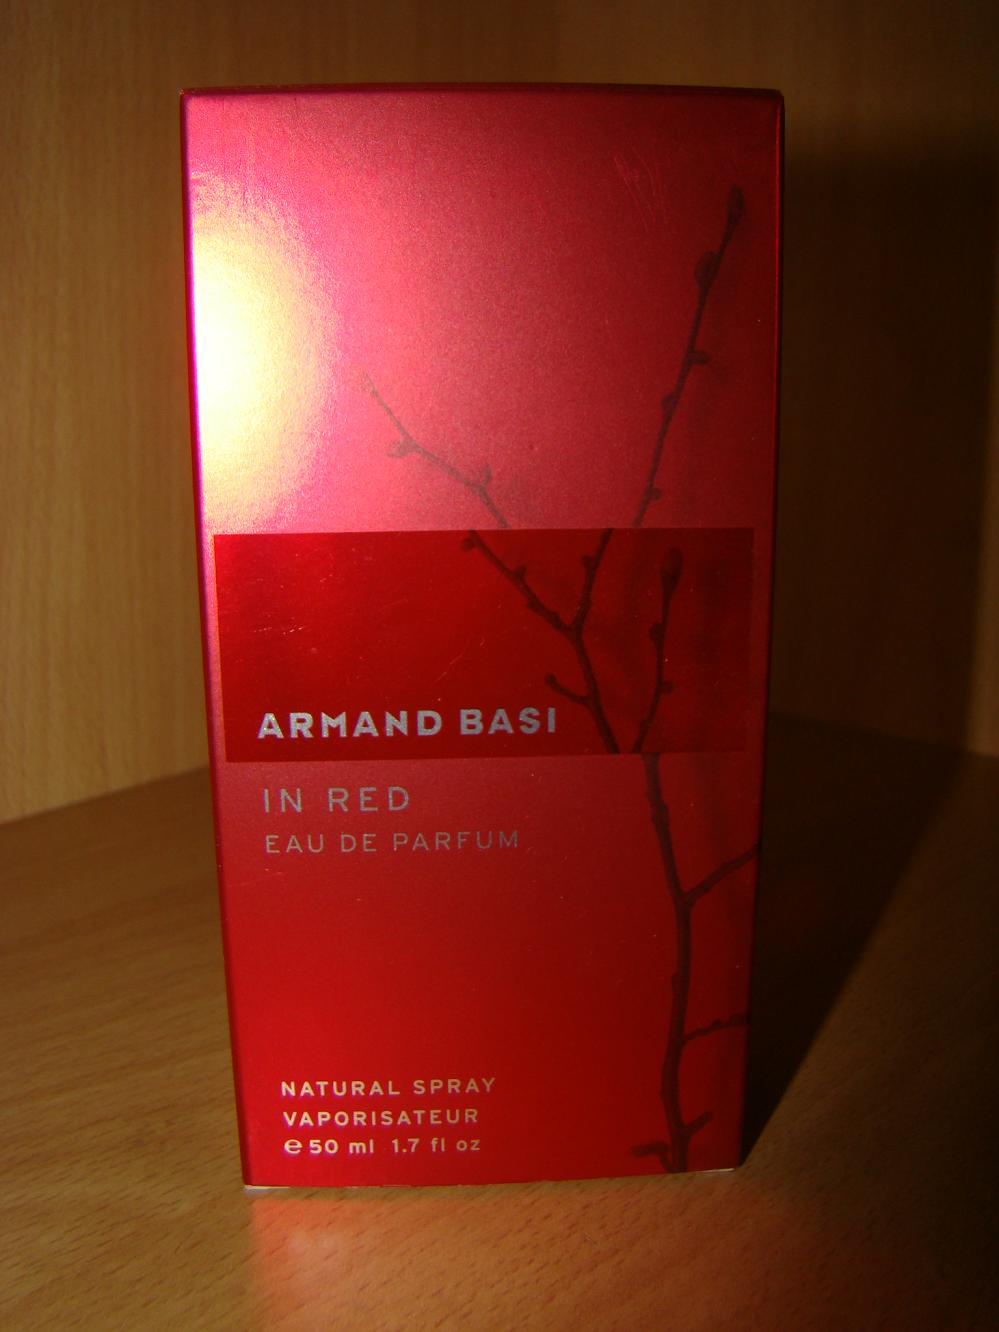 ARMAND BASI
IN RED
EAU DE PARFUM
NATURAL SPRAY
VAPORISATEUR
℮ 50 ml 1.7 fl oz